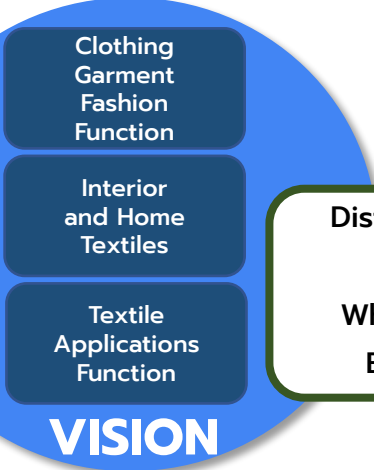 Clothing
Garment
Fashion
Function
Interior
and Home
Textiles
Textile
Applications
Function
VISION